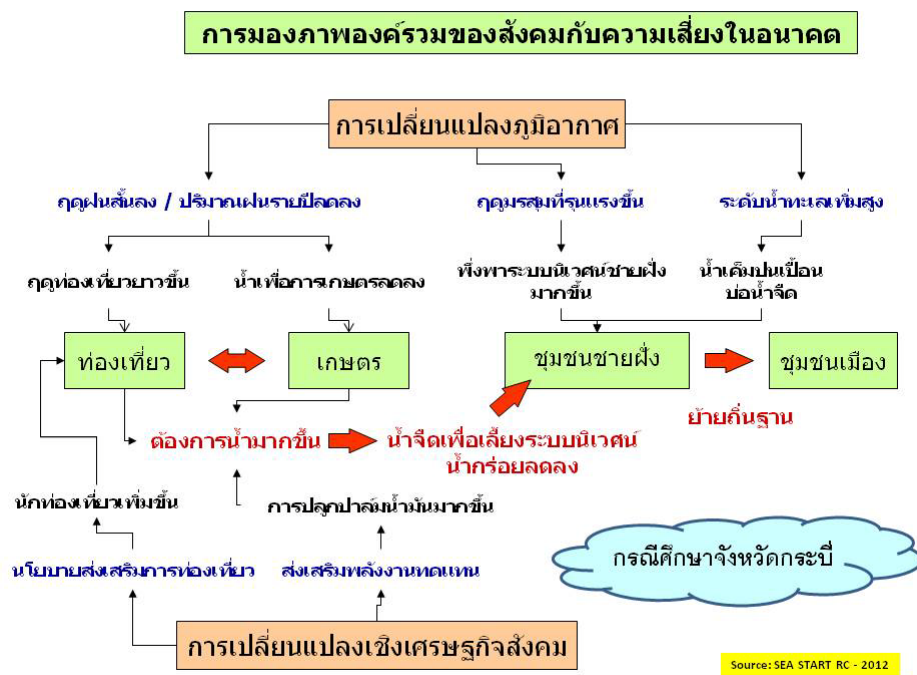 การมองภาพองค์รวมของสังคมกับความเสี่ยงในอนาคต
การเปลี่ยนแปลงภูมิอากาศ
ฤดูฝนสั้นลง / ปริมาณฝนรายปีลดลง
ฤดูมรสุมที่รุนแรงขึ้น
ระดับน้ำทะเลเพิ่มสูง
ฤดูท่องเที่ยวยาวขึ้น
น้ำเพื่อการเกษตรลดลง
พึ่งพาระบบนิเวศน์ชายฝั่ง
มากขึ้น
น้ำเค็มปนเปื้อน
บ่อน้ำจืด
ท่องเที่ยว
เกษตร
ชุมชนชายฝั่ง
ชุมชนเมือง
ย้ายถิ่นฐาน
ต้องการน้ำมากขึ้น
น้ำจืดเพื่อเลี้ยงระบบนิเวศน์
น้ำกร่อยลดลง
นักท่องเที่ยวเพิ่มขึ้น
การปลูกปาล์มน้ำมันมากขึ้น
นโยบายส่งเสริมการท่องเที่ยว
ส่งเสริมพลังงานทดแทน
กรณีศึกษาจังหวัดกระบี่
การเปลี่ยนแปลงเชิงเศรษฐกิจสังคม
Source: SEA START RC - 2012